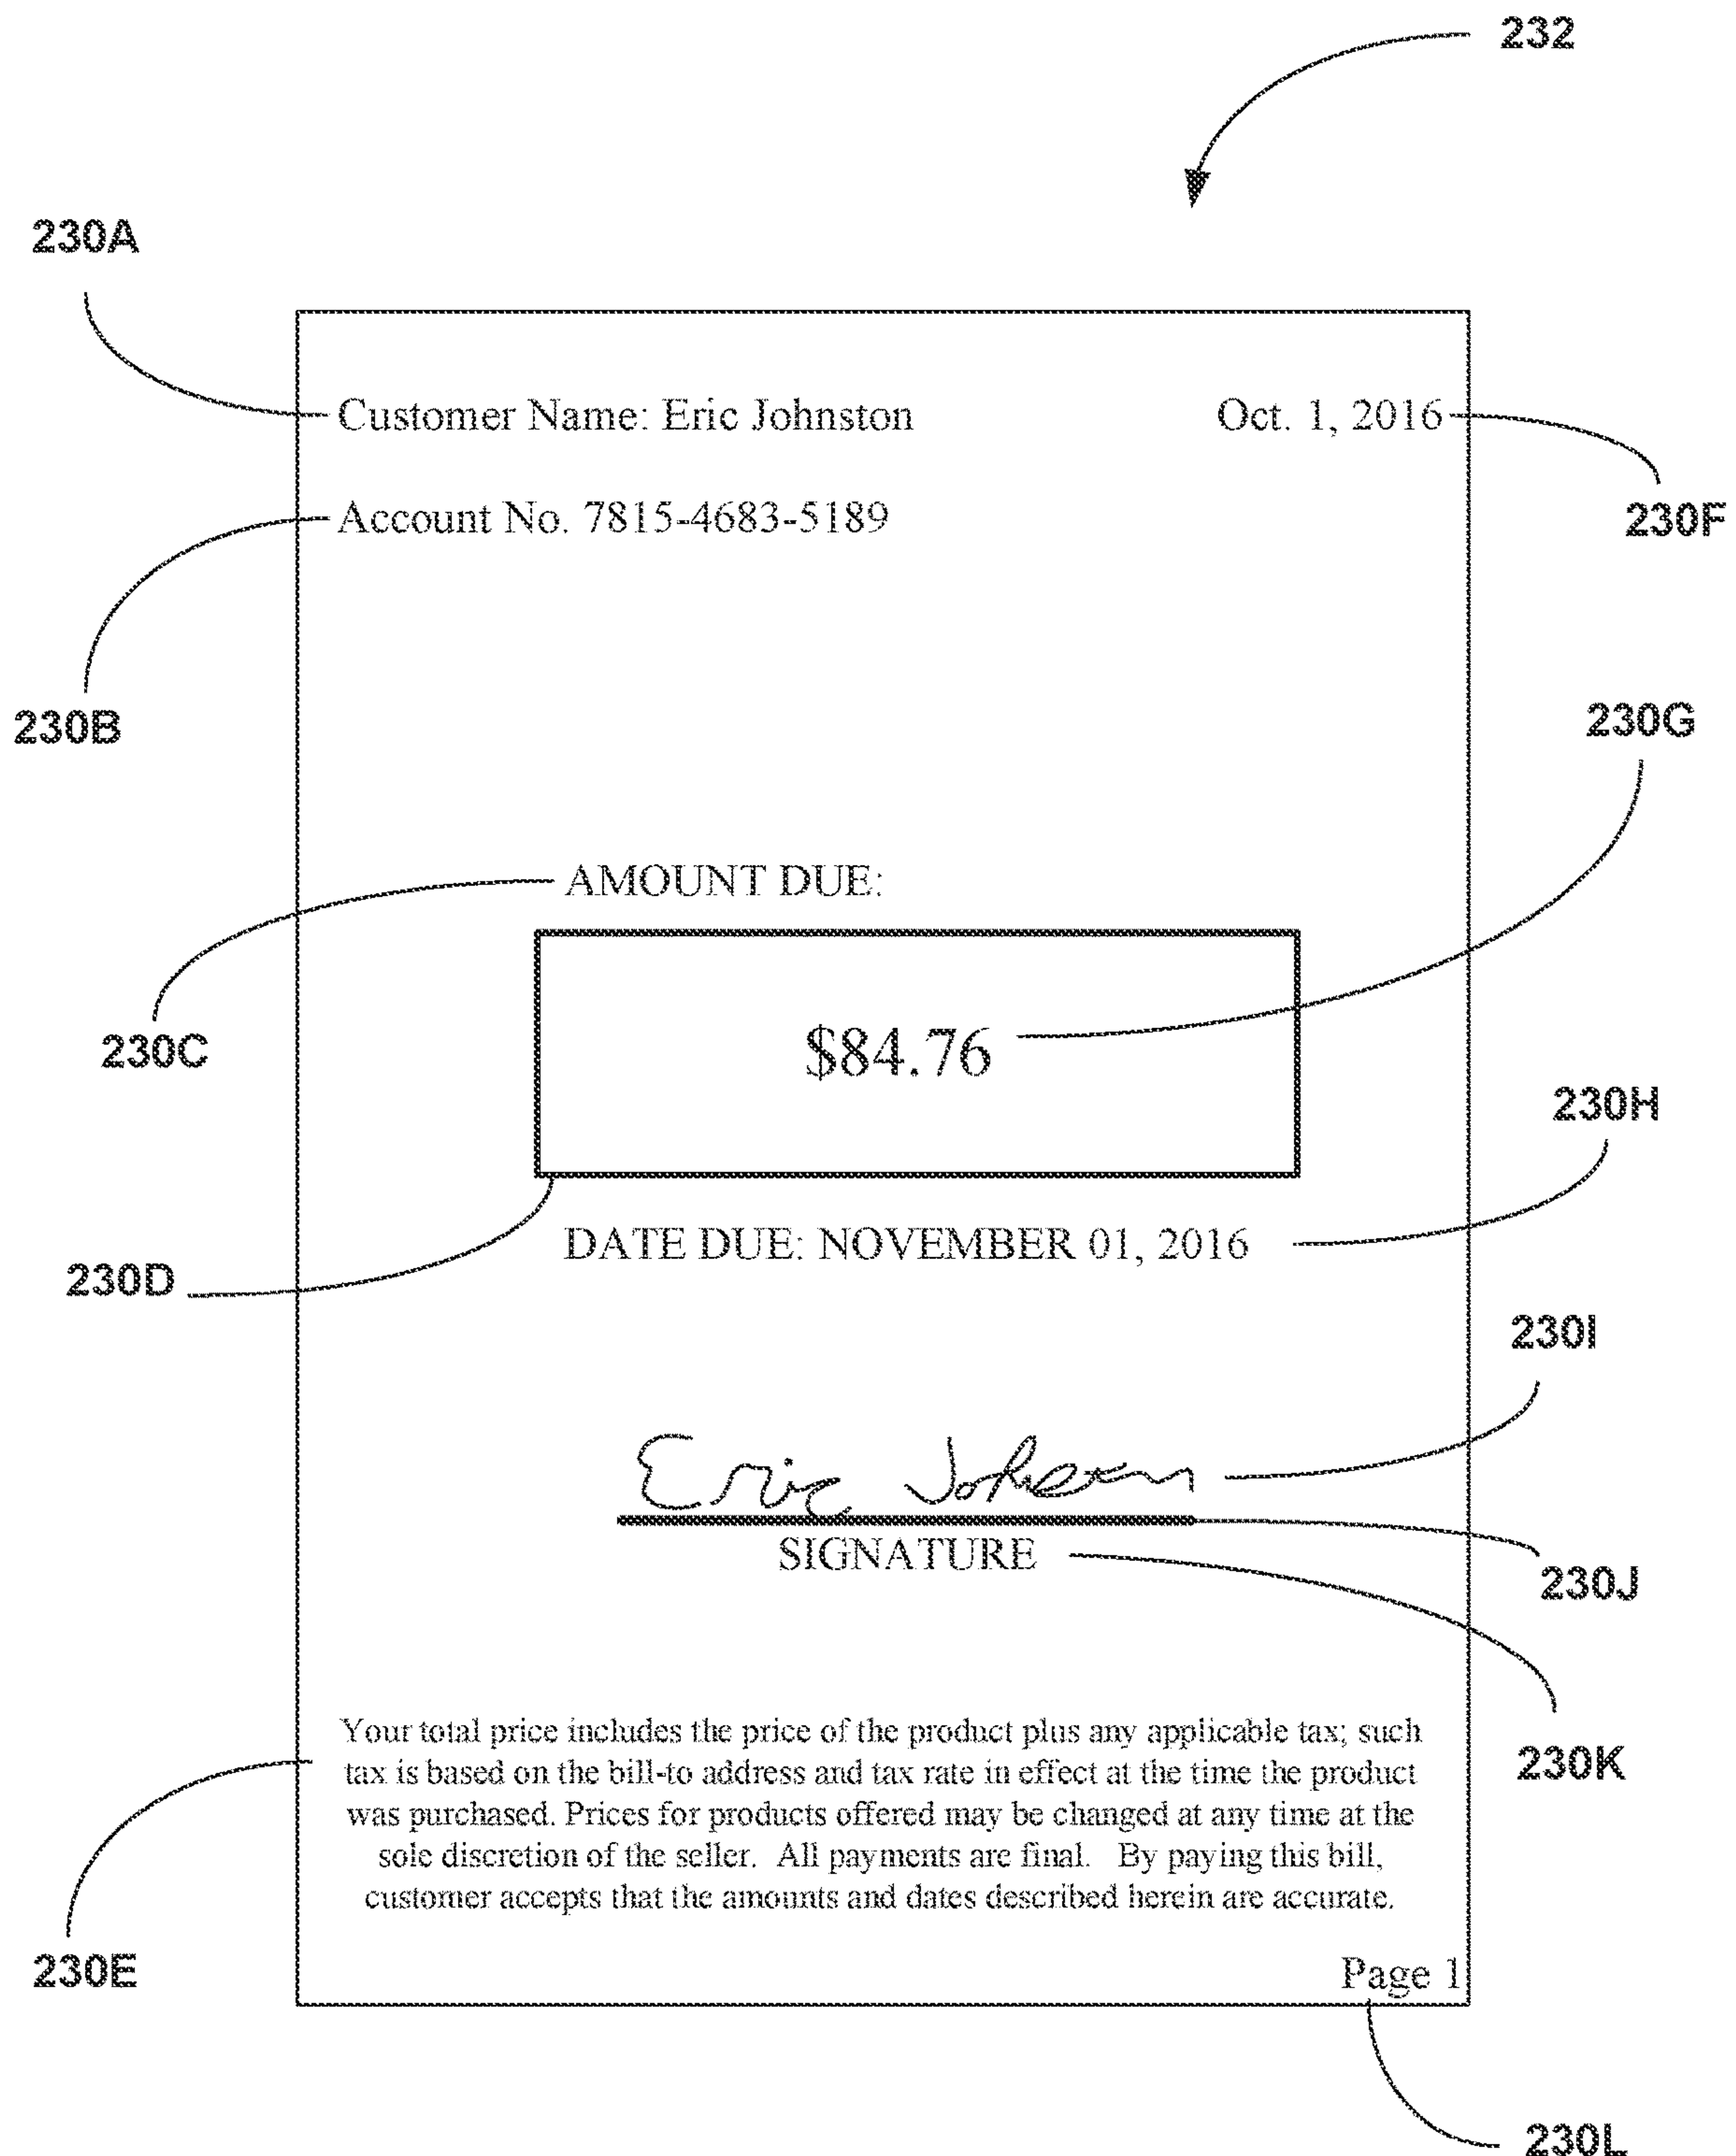 232
230A
Customer Name: Eric Johnston
Oct. 1, 2016
Account No. 7815-4683-5189
230F
230B
230G
AMOUNT DUE:
230C
$84.76
230H
DATE DUE: NOVEMBER 01, 2016
230D
230I
Eric Johnston
SIGNATURE
230J
Your total price includes the price of the product plus any applicable tax; such
tax is based on the bill-to address and tax rate in effect at the time the product
was purchased. Prices for products offered may be changed at any time at the
sole discretion of the seller.  All payments are final.  By paying this bill,
customer accepts that the amounts and dates described herein are accurate.
230K
230E
Page 1
230L